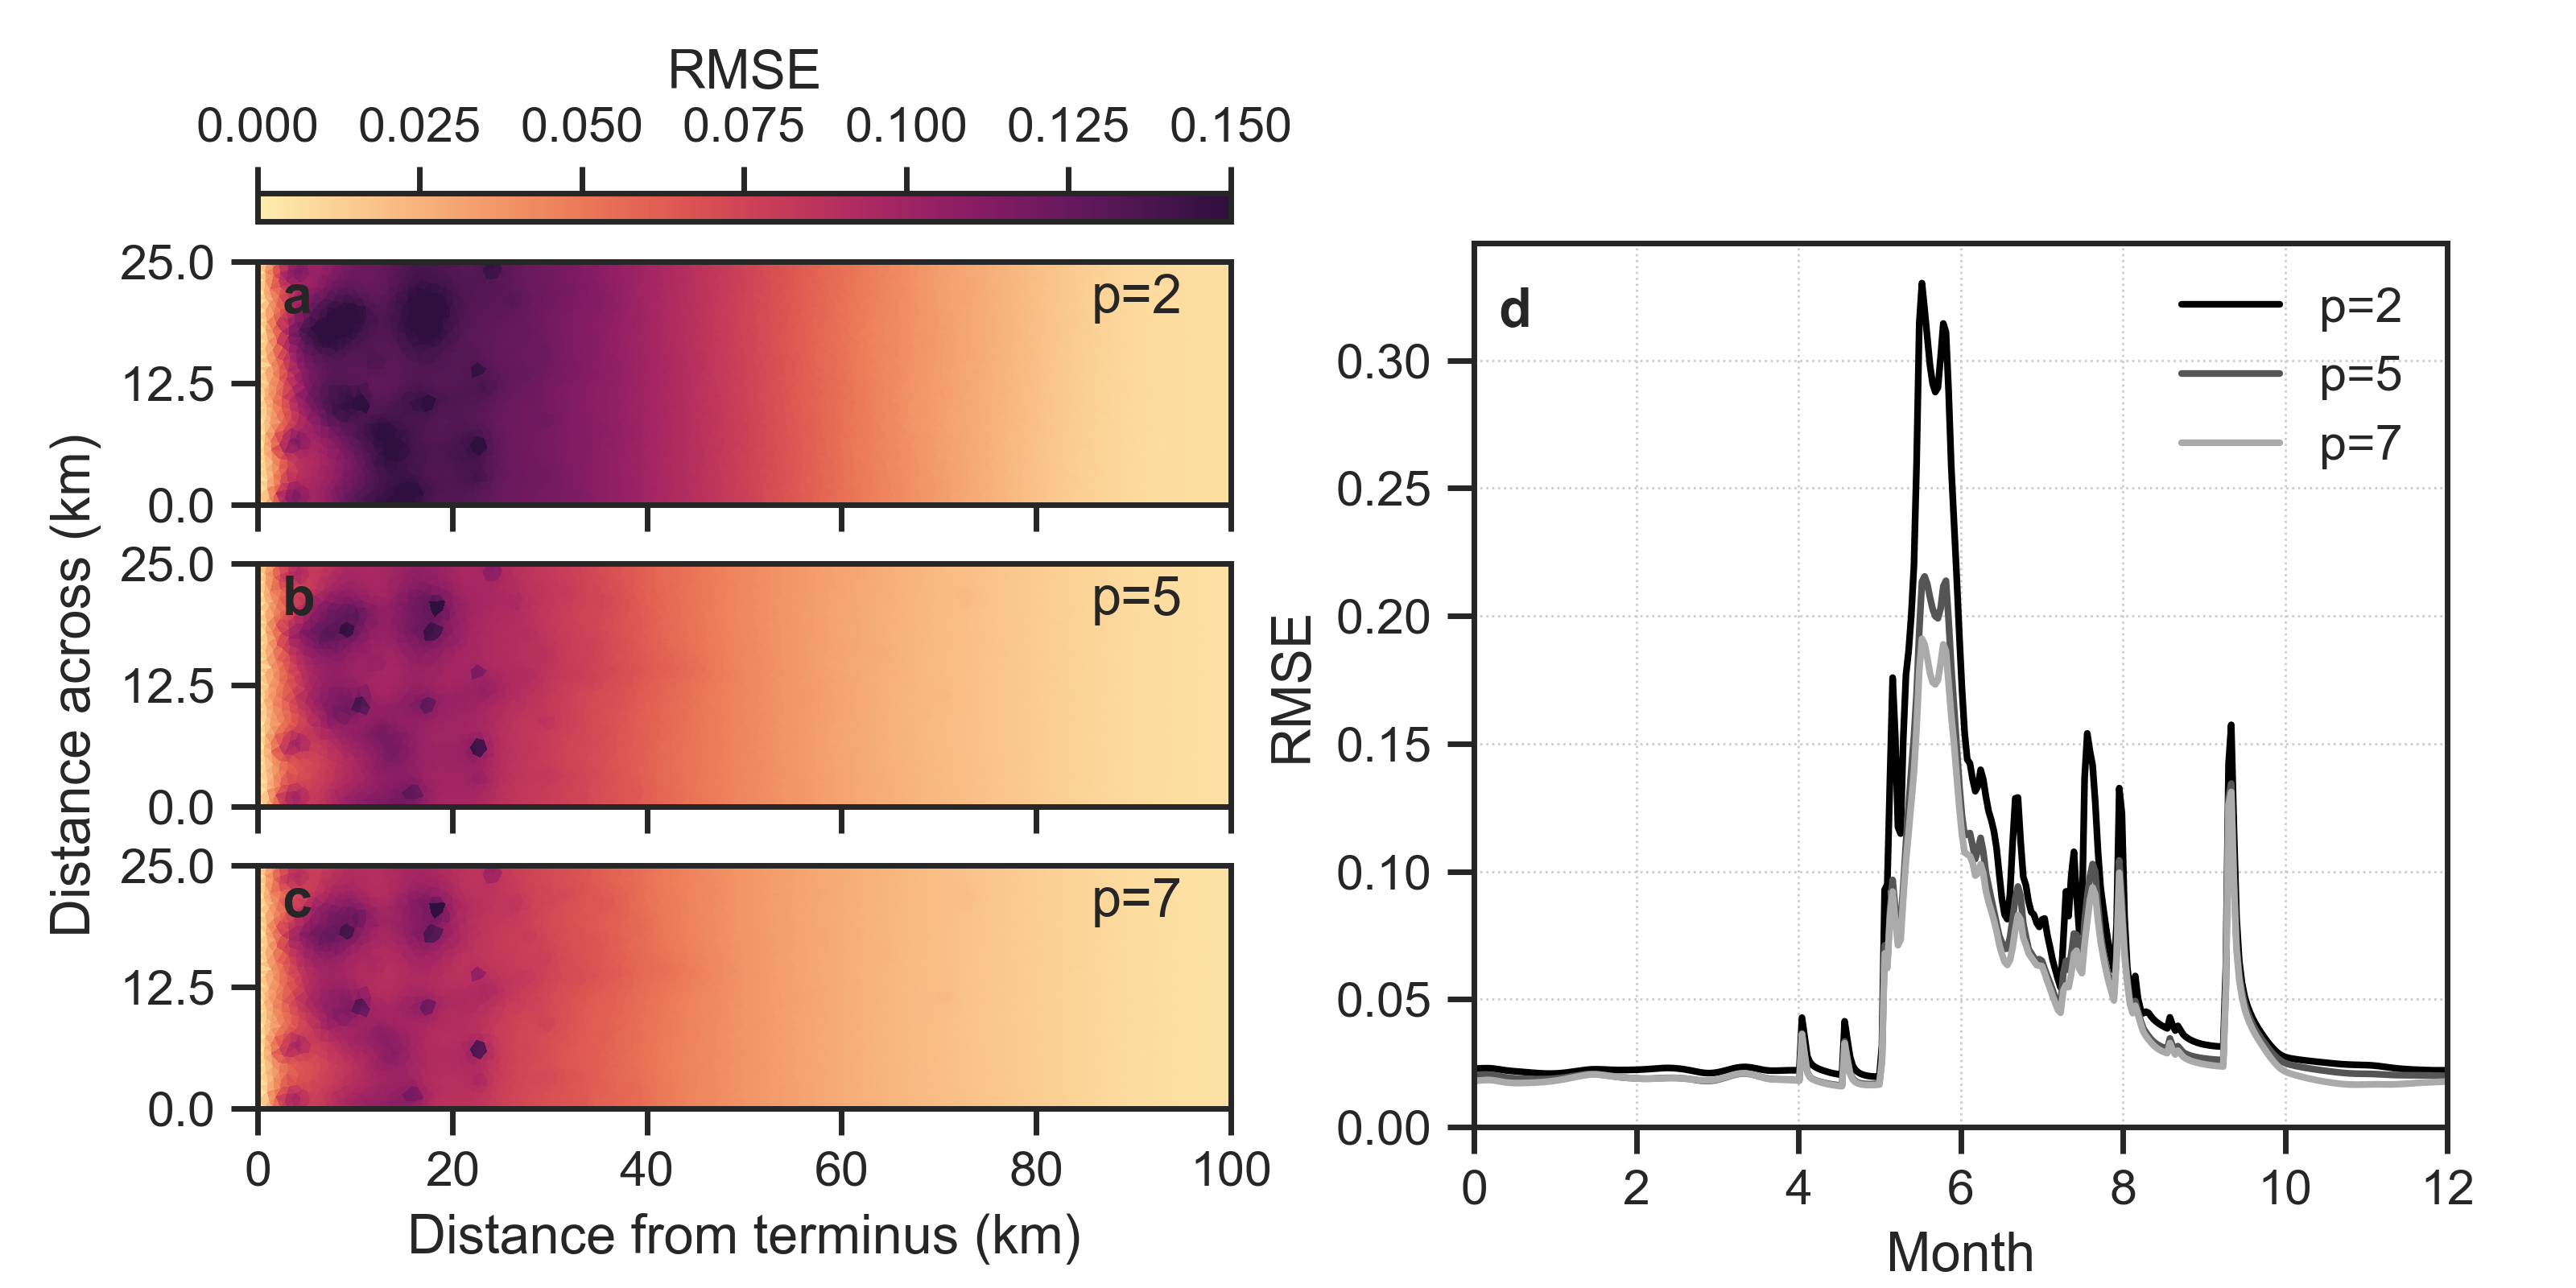 RMSE
0.000 0.025 0.050 0.075 0.100 0.125 0.150
Distance across (km)
25.0
12.5
0.0
a
p=2
25.0
12.5
0.0
b
p=5
25.0
12.5
0.0
c
p=7
0 20 40 60 80 100
Distance from terminus (km)
RMSE
0.30
0.25
0.20
0.15
0.10
0.05
0.00
d
p=2
p=5
p=7
0 2 4 6 8 10 12
Month